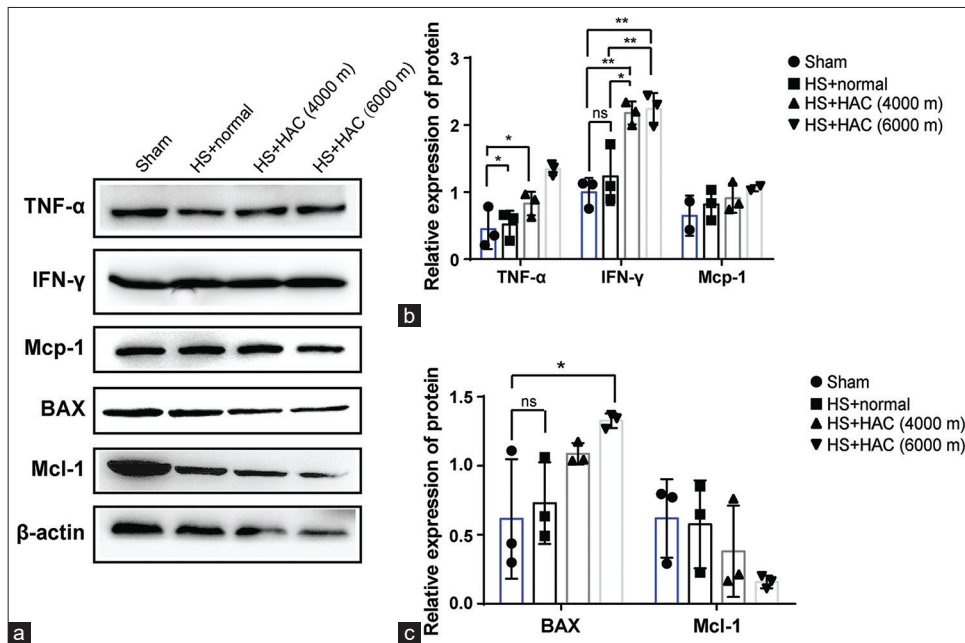 a
Sham
HS+normal
HS+HAC (4000 m)
HS+HAC (6000 m)
TNF-α
IFN-γ
Mcp-1
BAX
Mcl-1
β-actin
b
Relative expression of protein
3
2
1
0
*
*
ns
**
*
**
**
TNF-α
IFN-γ
Mcp-1
Sham
HS+normal
HS+HAC (4000 m)
HS+HAC (6000 m)
c
Relative expression of protein
1.5
1.0
0.5
0.0
ns
*
BAX
Mcl-1
Sham
HS+normal
HS+HAC (4000 m)
HS+HAC (6000 m)